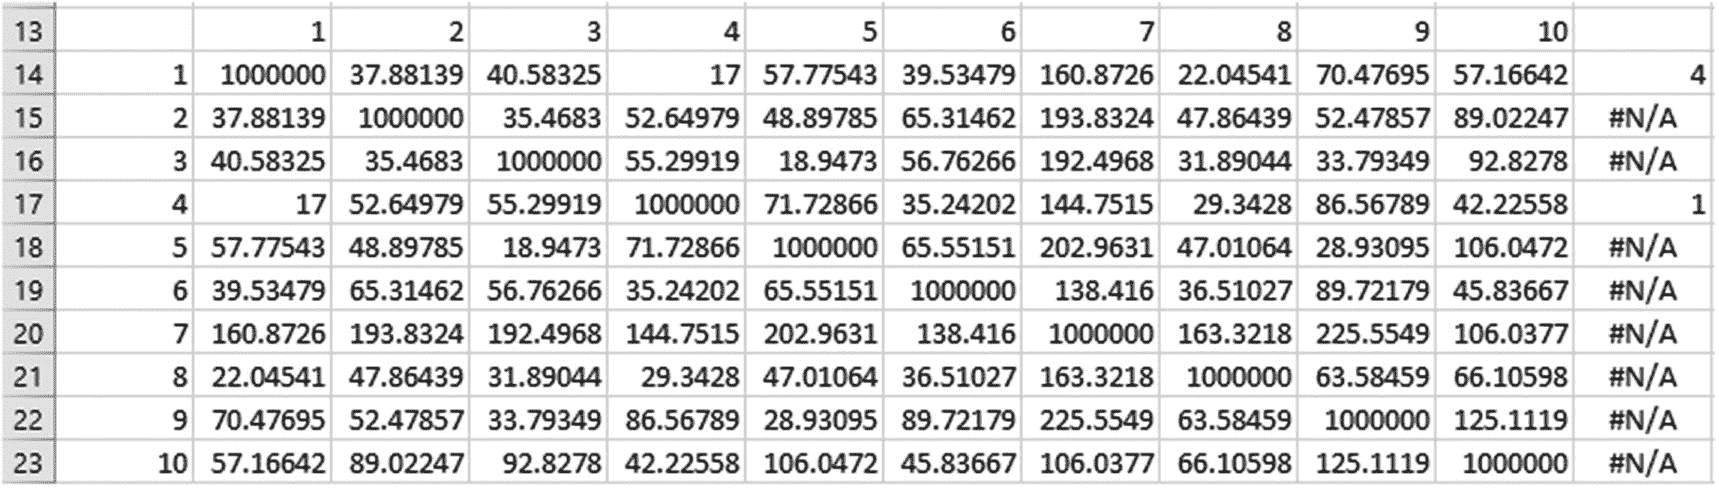 13 1 2 3 4 5 6 7 8 9 10
14 1 1000000 37.88139 40.58325 17 57.77543 39.53479 160.8726 22.04541 70.47695 57.16642 4
15 2 37.88139 1000000 35.4683 52.64979 48.89785 65.31462 193.8324 47.86439 52.47857 89.02247 #N/A
16 3 40.58325 35.4683 1000000 55.29919 18.9473 56.76266 192.4968 31.89044 33.79349 92.8278 #N/A
17 4 17 52.64979 55.29919 1000000 71.72866 35.24202 144.7515 29.3428 86.56789 42.22558 1
18 5 57.77543 48.89785 18.9473 71.72866 1000000 65.55151 202.9631 47.01064 28.93095 106.0472 #N/A
19 6 39.53479 65.31462 56.76266 35.24202 65.55151 1000000 138.416 36.51027 89.72179 45.83667 #N/A
20 7 160.8726 193.8324 192.4968 144.7515 202.9631 138.416 1000000 163.3218 225.5549 106.0377 #N/A
21 8 22.04541 47.86439 31.89044 29.3428 47.01064 36.51027 163.3218 1000000 63.58459 66.10598 #N/A
22 9 70.47695 52.47857 33.79349 86.56789 28.93095 89.72179 225.5549 63.58459 1000000 125.1119 #N/A
23 10 57.16642 89.02247 92.8278 42.22558 106.0472 45.83667 106.0377 66.10598 125.1119 1000000 #N/A